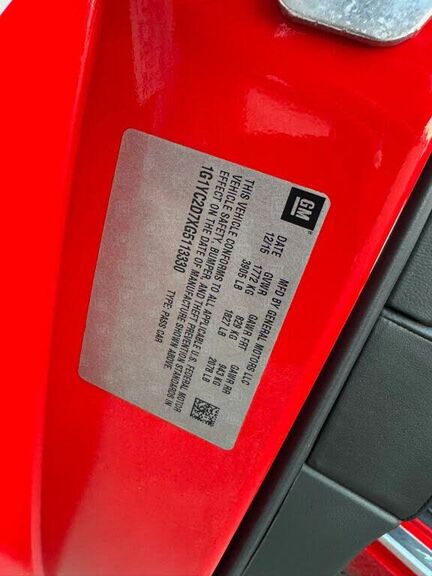 GM
MFD BY GENERAL MOTORS LLC
DATE GVWR GAWR FRT GAWR RR
12/15 1772 KG 829 KG 943 KG
3905 LB 1827 LB 2078 LB
THIS VEHICLE CONFORMS TO ALL APPLICABLE U.S. FEDERAL MOTOR
VEHICLE SAFETY, BUMPER, AND THEFT PREVENTION STANDARDS IN
EFFECT ON THE DATE OF MANUFACTURE SHOWN ABOVE.
1G1YC2D7XG5113330 TYPE: PASS CAR